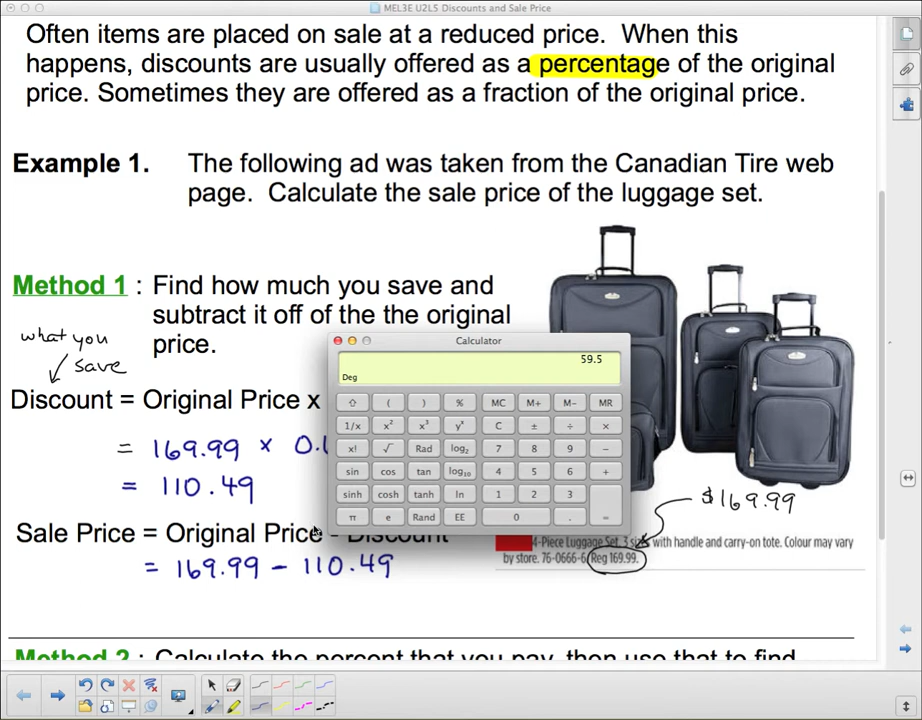 MEL3E U2L5 Discounts and Sale Price
Often items are placed on sale at a reduced price. When this
happens, discounts are usually offered as a percentage of the original
price. Sometimes they are offered as a fraction of the original price.
Example 1. The following ad was taken from the Canadian Tire web
page. Calculate the sale price of the luggage set.
Method 1 : Find how much you save and
subtract it off of the the original
price.
what you
save
Discount = Original Price x
= 169.99 × 0.
= 110.49
Sale Price = Original Price - Discount
= 169.99 - 110.49
Calculator
59.5
Deg
( ) % MC M+ M- MR
1/x x² x³ yˣ C ± ÷ ×
x! √ Rad log₂ 7 8 9 −
sin cos tan log₁₀ 4 5 6 +
sinh cosh tanh ln 1 2 3
π e Rand EE 0 . =
$169.99
4-Piece Luggage Set. 3 sizes with handle and carry-on tote. Colour may vary
by store. 76-0666-6. Reg 169.99.
Method 2 : Calculate the percent that you pay, then use that to find